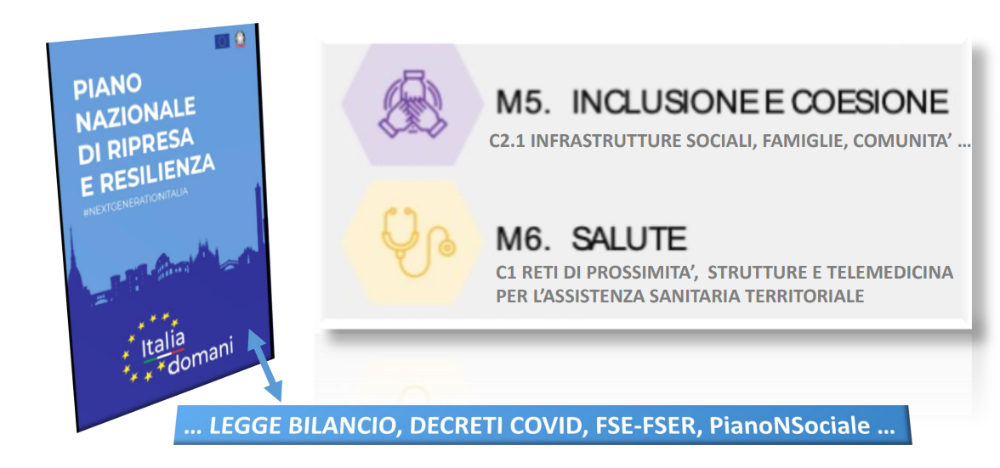 PIANO
NAZIONALE
DI RIPRESA
E RESILIENZA
#NEXTGENERATIONITALIA
Italia
domani
M5. INCLUSIONE E COESIONE
C2.1 INFRASTRUTTURE SOCIALI, FAMIGLIE, COMUNITA’ …
M6. SALUTE
C1 RETI DI PROSSIMITA’, STRUTTURE E TELEMEDICINA
PER L’ASSISTENZA SANITARIA TERRITORIALE
… LEGGE BILANCIO, DECRETI COVID, FSE-FSER, PianoNSociale …